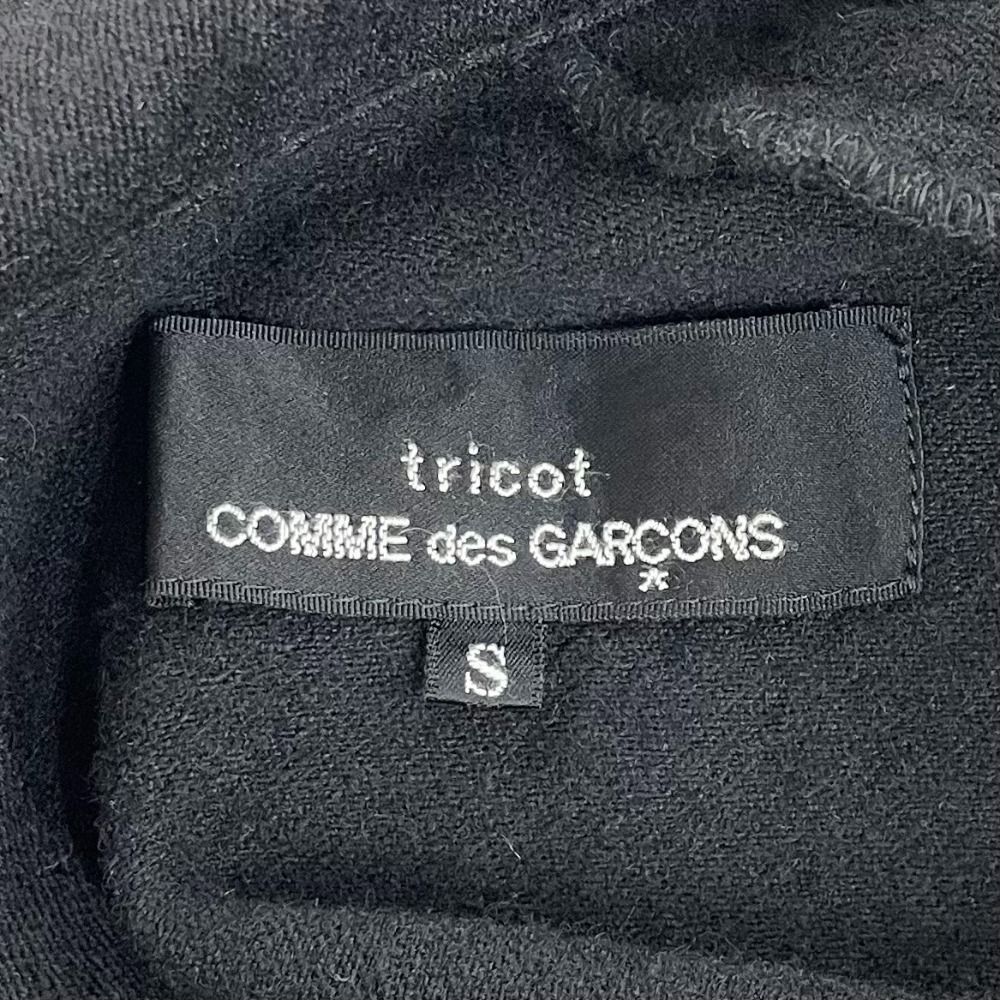 tricot
COMME des GARÇONS
*
S